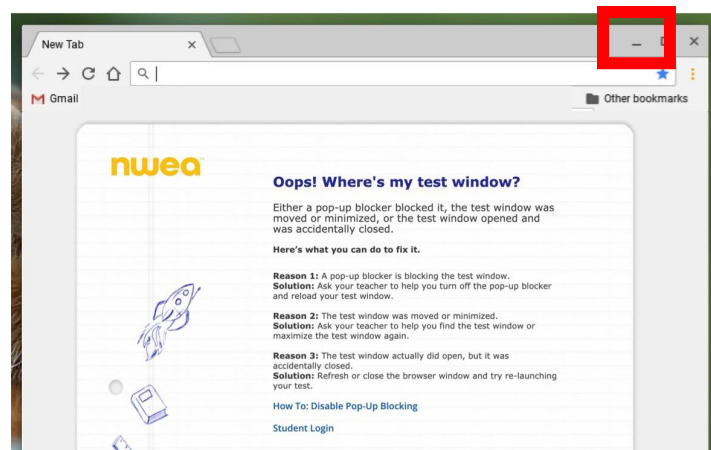 New Tab
Gmail
Other bookmarks
nwea
Oops! Where's my test window?
Either a pop-up blocker blocked it, the test window was
moved or minimized, or the test window opened and
was accidentally closed.
Here's what you can do to fix it.
Reason 1: A pop-up blocker is blocking the test window.
Solution: Ask your teacher to help you turn off the pop-up blocker
and reload your test window.
Reason 2: The test window was moved or minimized.
Solution: Ask your teacher to help you find the test window or
maximize the test window again.
Reason 3: The test window actually did open, but it was
accidentally closed.
Solution: Refresh or close the browser window and try re-launching
your test.
How To: Disable Pop-Up Blocking
Student Login